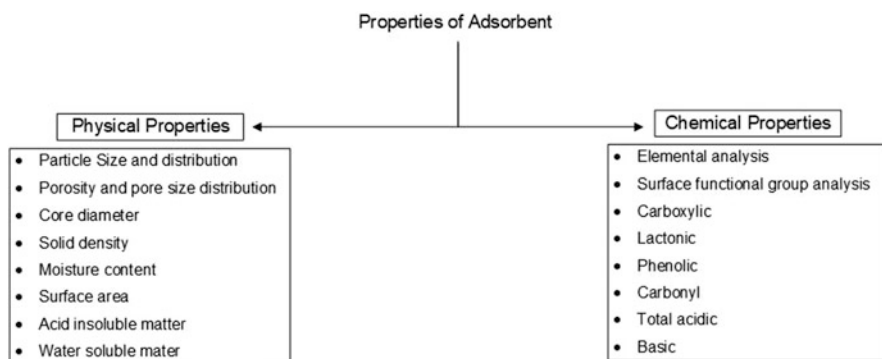 Properties of Adsorbent
Physical Properties
• Particle Size and distribution
• Porosity and pore size distribution
• Core diameter
• Solid density
• Moisture content
• Surface area
• Acid insoluble matter
• Water soluble mater
Chemical Properties
• Elemental analysis
• Surface functional group analysis
• Carboxylic
• Lactonic
• Phenolic
• Carbonyl
• Total acidic
• Basic